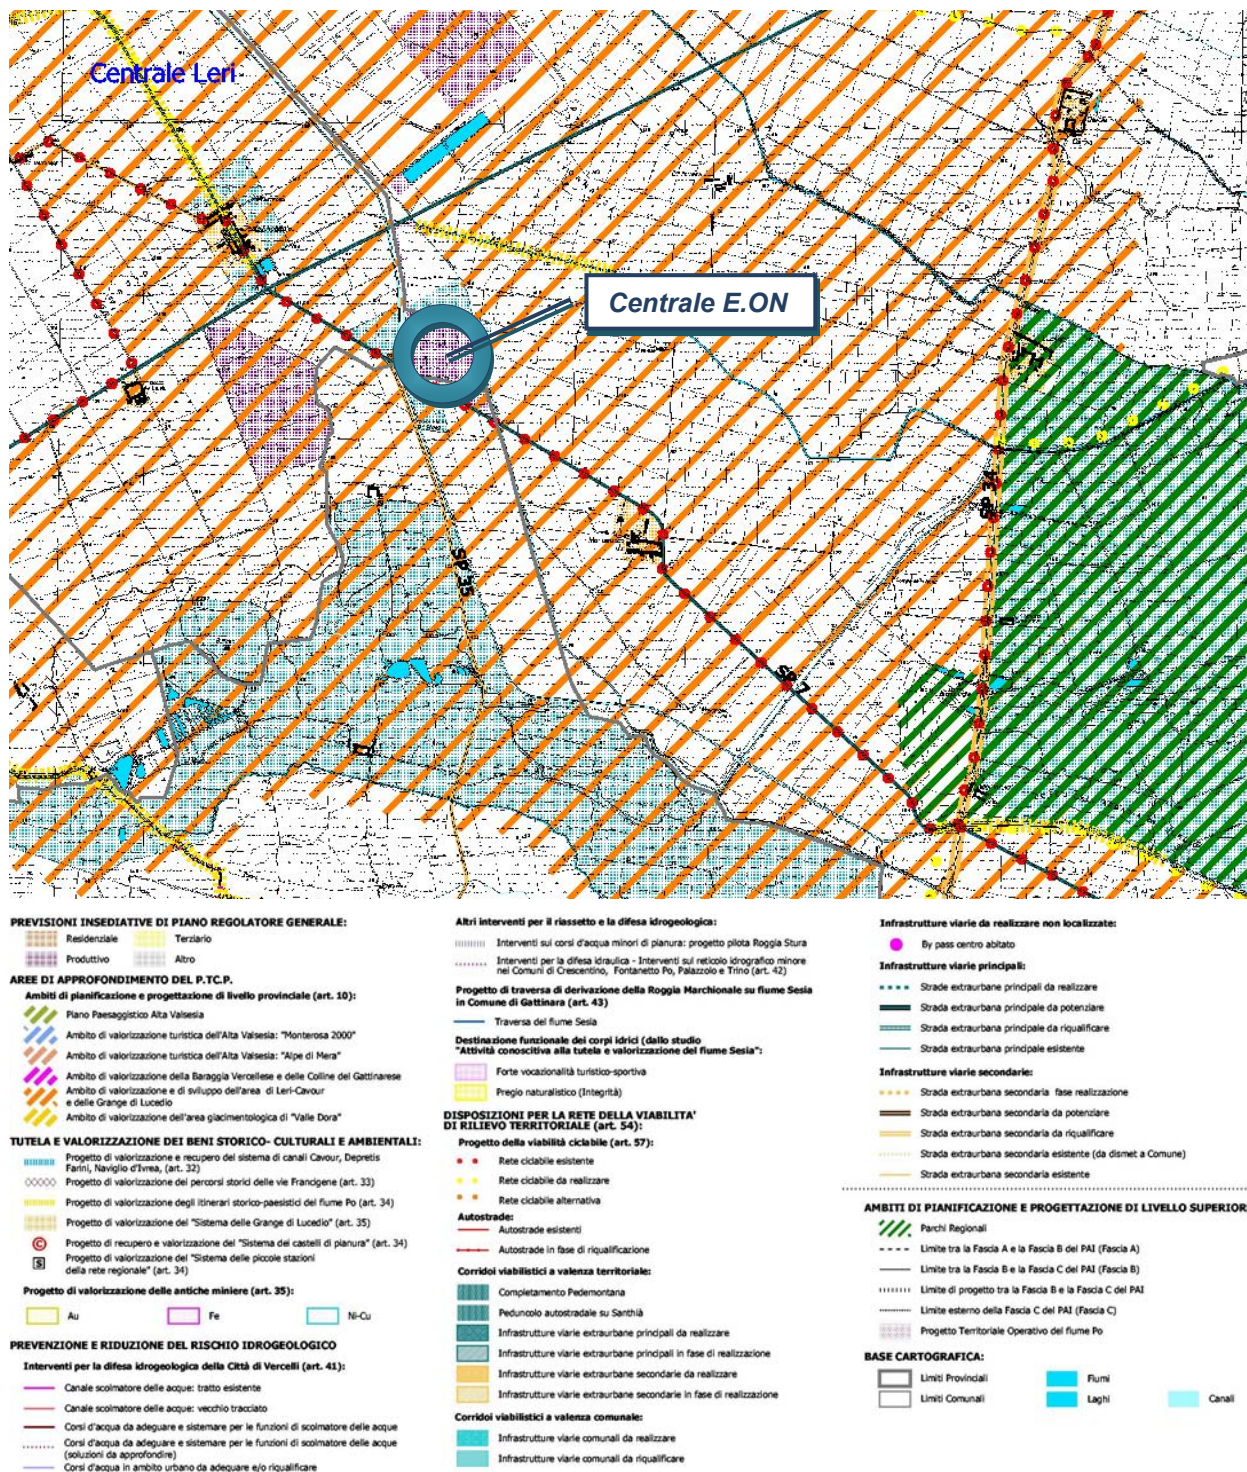 Centrale Leri
Centrale E.ON
SP 35
SP 7
PREVISIONI INSEDIATIVE DI PIANO REGOLATORE GENERALE:
Residenziale
Terziario
Produttivo
Altro
AREE DI APPROFONDIMENTO DEL P.TC.P.
Ambiti di pianificazione e progettazione di livello provinciale (art. 10):
Piano Paesaggistico Alta Valsesia
Ambito di valorizzazione turistica dell'Alta Valsesia: "Monterosa 2000"
Ambito di valorizzazione turistica dell'Alta Valsesia: "Alpe di Mera"
Ambito di valorizzazione della Baraggia Vercellese e delle Colline del Gattinarese
Ambito di valorizzazione e di sviluppo dell'area di Leri-Cavour
e delle Grange di Lucedio
Ambito di valorizzazione dell'area giacimentologica di "Valle Dora"
TUTELA E VALORIZZAZIONE DEI BENI STORICO- CULTURALI E AMBIENTALI:
Progetto di valorizzazione e recupero del sistema di canali Cavour, Depretis
Farini, Naviglio d'Ivrea, (art. 32)
Progetto di valorizzazione dei percorsi storici delle vie Francigene (art. 33)
Progetto di valorizzazione degli itinerari storico-paesistici del fiume Po (art. 34)
Progetto di valorizzazione del "Sistema delle Grange di Lucedio" (art. 35)
C Progetto di recupero e valorizzazione del "Sistema dei castelli di pianura" (art. 34)
S Progetto di valorizzazione del "Sistema delle piccole stazioni
della rete regionale" (art. 34)
Progetto di valorizzazione delle antiche miniere (art. 35):
Au
Fe
Ni-Cu
PREVENZIONE E RIDUZIONE DEL RISCHIO IDROGEOLOGICO
Interventi per la difesa idrogeologica della Città di Vercelli (art. 41):
Canale scolmatore delle acque: tratto esistente
Canale scolmatore delle acque: vecchio tracciato
Corsi d'acqua da adeguare e sistemare per le funzioni di scolmatore delle acque
Corsi d'acqua da adeguare e sistemare per le funzioni di scolmatore delle acque
(soluzioni da approfondire)
Corsi d'acqua in ambito urbano da adeguare e/o riqualificare
Altri interventi per il riassetto e la difesa idrogeologica:
Interventi sui corsi d'acqua minori di pianura: progetto pilota Roggia Stura
Interventi per la difesa idraulica - Interventi sul reticolo idrografico minore
nei Comuni di Crescentino, Fontanetto Po, Palazzolo e Trino (art. 42)
Progetto di traversa di derivazione della Roggia Marchionale su fiume Sesia
in Comune di Gattinara (art. 43)
Traversa del fiume Sesia
Destinazione funzionale dei corpi idrici (dallo studio
"Attività conoscitiva alla tutela e valorizzazione del fiume Sesia"):
Forte vocazionalità turistico-sportiva
Pregio naturalistico (Integrità)
DISPOSIZIONI PER LA RETE DELLA VIABILITA'
DI RILIEVO TERRITORIALE (art. 54):
Progetto della viabilità ciclabile (art. 57):
Rete ciclabile esistente
Rete ciclabile da realizzare
Rete ciclabile alternativa
Autostrade:
Autostrade esistenti
Autostrade in fase di riqualificazione
Corridoi viabilistici a valenza territoriale:
Completamento Pedemontana
Peduncolo autostradale su Santhià
Infrastrutture viarie extraurbane principali da realizzare
Infrastrutture viarie extraurbane principali in fase di realizzazione
Infrastrutture viarie extraurbane secondarie da realizzare
Infrastrutture viarie extraurbane secondarie in fase di realizzazione
Corridoi viabilistici a valenza comunale:
Infrastrutture viarie comunali da realizzare
Infrastrutture viarie comunali da riqualificare
Infrastrutture viarie da realizzare non localizzate:
By pass centro abitato
Infrastrutture viarie principali:
Strade extraurbane principali da realizzare
Strada extraurbane principale da potenziare
Strada extraurbane principale da riqualificare
Strada extraurbane principale esistente
Infrastrutture viarie secondarie:
Strada extraurbane secondaria fase realizzazione
Strada extraurbane secondaria da potenziare
Strada extraurbane secondaria da riqualificare
Strada extraurbane secondaria esistente (da dismet a Comune)
Strada extraurbane secondaria esistente
AMBITI DI PIANIFICAZIONE E PROGETTAZIONE DI LIVELLO SUPERIOR
Parchi Regionali
Limite tra la Fascia A e la Fascia B del PAI (Fascia A)
Limite tra la Fascia B e la Fascia C del PAI (Fascia B)
Limite di progetto tra la Fascia B e la Fascia C del PAI
Limite esterno della Fascia C del PAI (Fascia C)
Progetto Territoriale Operativo del fiume Po
BASE CARTOGRAFICA:
Limiti Provinciali
Fiumi
Limiti Comunali
Laghi
Canali